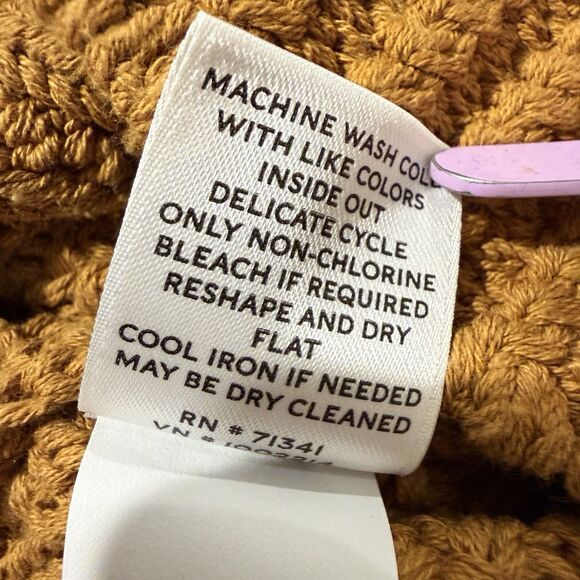 MACHINE WASH COLD
WITH LIKE COLORS
INSIDE OUT
DELICATE CYCLE
ONLY NON-CHLORINE
BLEACH IF REQUIRED
RESHAPE AND DRY
FLAT
COOL IRON IF NEEDED
MAY BE DRY CLEANED
RN # 71341
VN #